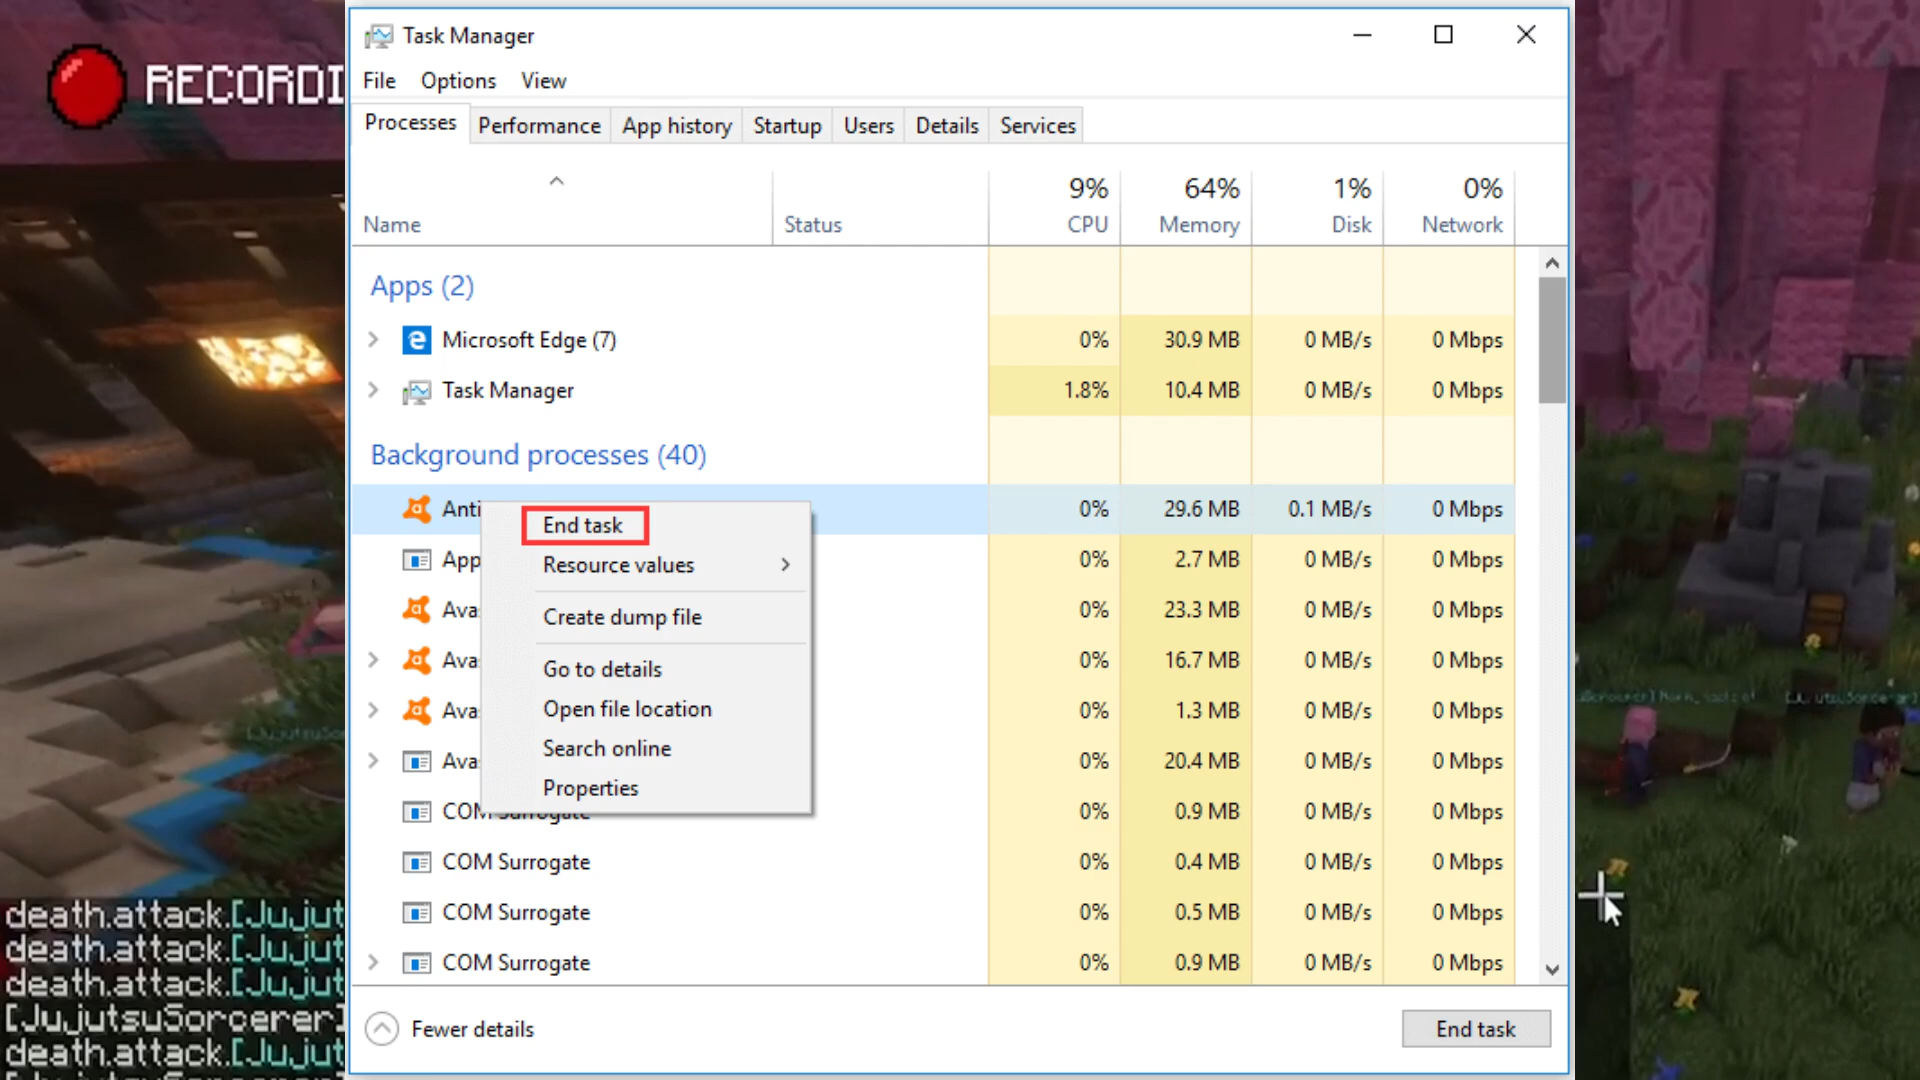 RECORDI
Task Manager
File Options View
Processes Performance App history Startup Users Details Services
9% 64% 1% 0%
Name Status CPU Memory Disk Network
Apps (2)
Microsoft Edge (7) 0% 30.9 MB 0 MB/s 0 Mbps
Task Manager 1.8% 10.4 MB 0 MB/s 0 Mbps
Background processes (40)
Anti 0% 29.6 MB 0.1 MB/s 0 Mbps
End task
App 0% 2.7 MB 0 MB/s 0 Mbps
Resource values
Ava 0% 23.3 MB 0 MB/s 0 Mbps
Create dump file
Ava 0% 16.7 MB 0 MB/s 0 Mbps
Go to details
Ava 0% 1.3 MB 0 MB/s 0 Mbps
Open file location
Search online
Ava 0% 20.4 MB 0 MB/s 0 Mbps
Properties
COM Surrogate 0% 0.9 MB 0 MB/s 0 Mbps
COM Surrogate 0% 0.4 MB 0 MB/s 0 Mbps
COM Surrogate 0% 0.5 MB 0 MB/s 0 Mbps
COM Surrogate 0% 0.9 MB 0 MB/s 0 Mbps
Fewer details End task
death.attack.[Jujut
death.attack.[Jujut
death.attack.[Jujut
[JujutsuSorcerer]
death.attack.[Jujut